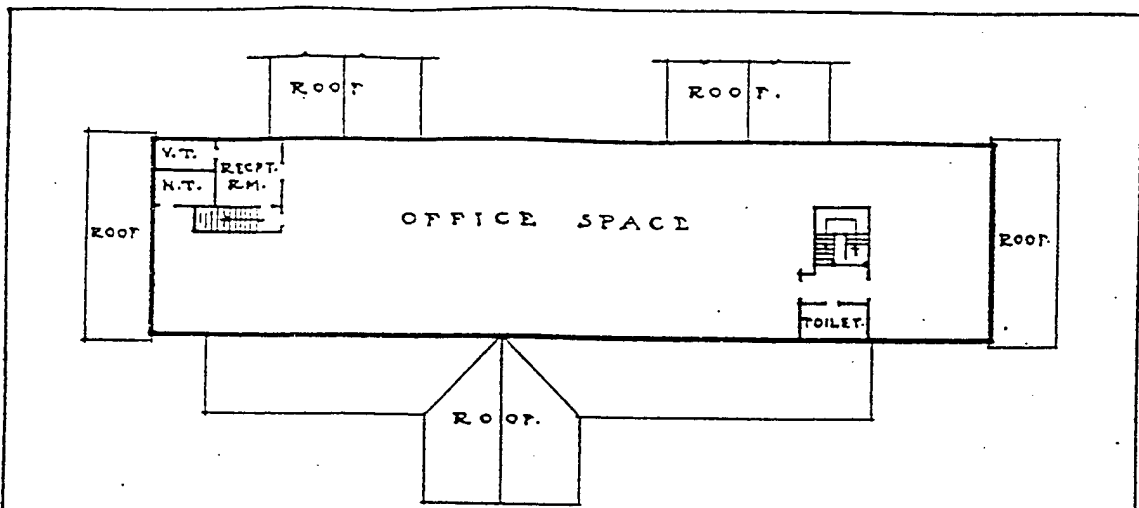 ROOF
ROOF.
V.T.
RECPT.
RM.
H.T.
OFFICE SPACE
ROOF
ROOF.
TOILET.
ROOF.